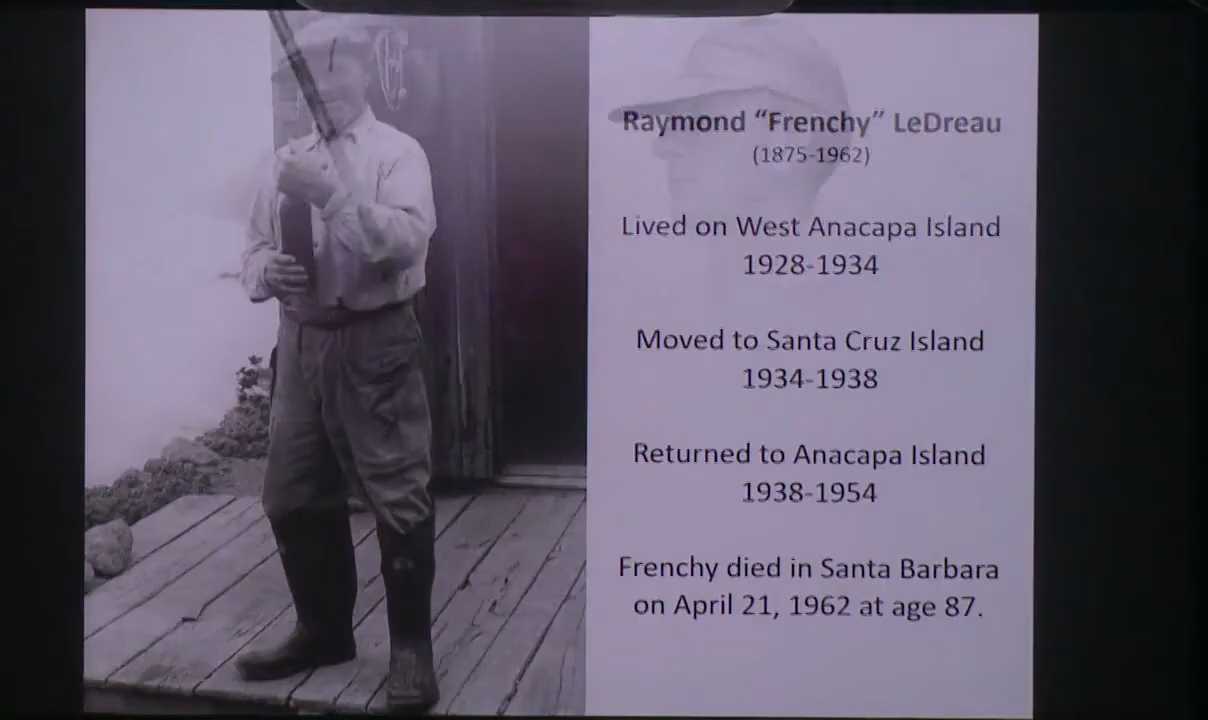 Raymond “Frenchy” LeDreau
(1875-1962)
Lived on West Anacapa Island
1928-1934
Moved to Santa Cruz Island
1934-1938
Returned to Anacapa Island
1938-1954
Frenchy died in Santa Barbara
on April 21, 1962 at age 87.